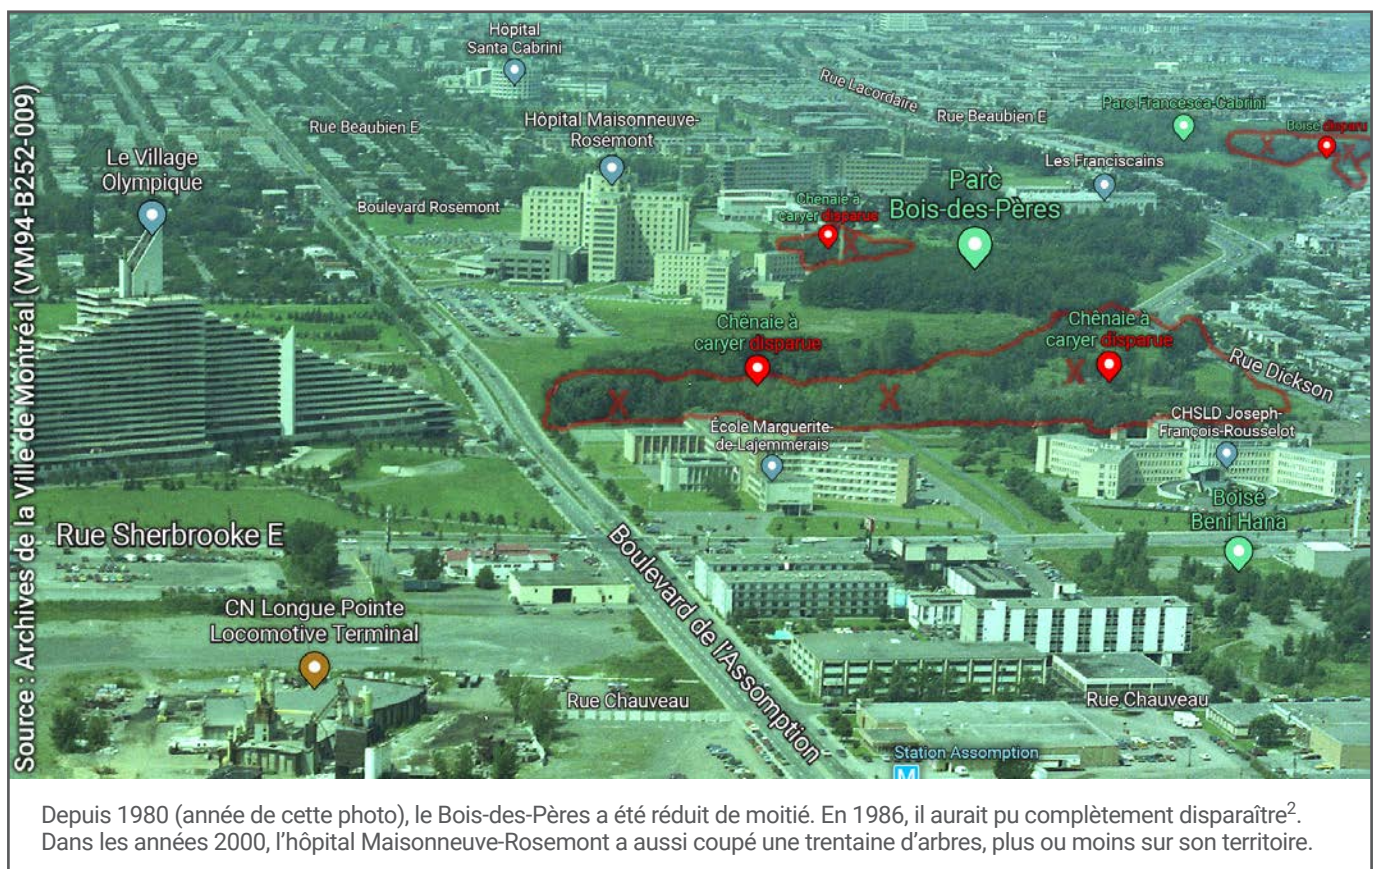 Hôpital
Santa Cabrini
Rue Lacordaire
Parc Francesca-Cabrini
Rue Beaubien E
Rue Beaubien E
Boisé disparu
Hôpital Maisonneuve-
Rosemont
Le Village
Olympique
Les Franciscains
Parc
Bois-des-Pères
Chênaie à
caryer disparue
Boulevard Rosemont
X
X
Chênaie à
caryer disparue
Chênaie à
caryer disparue
X
X
X
Rue Dickson
CHSLD Joseph-
François-Rousselot
École Marguerite-
de-Lajemmerais
Boisé
Beni Hana
Rue Sherbrooke E
Boulevard de l'Assomption
CN Longue Pointe
Locomotive Terminal
Rue Chauveau
Rue Chauveau
Station Assomption
M
Source : Archives de la Ville de Montréal (VM94-B252-009)
Depuis 1980 (année de cette photo), le Bois-des-Pères a été réduit de moitié. En 1986, il aurait pu complètement disparaître².
Dans les années 2000, l'hôpital Maisonneuve-Rosemont a aussi coupé une trentaine d'arbres, plus ou moins sur son territoire.